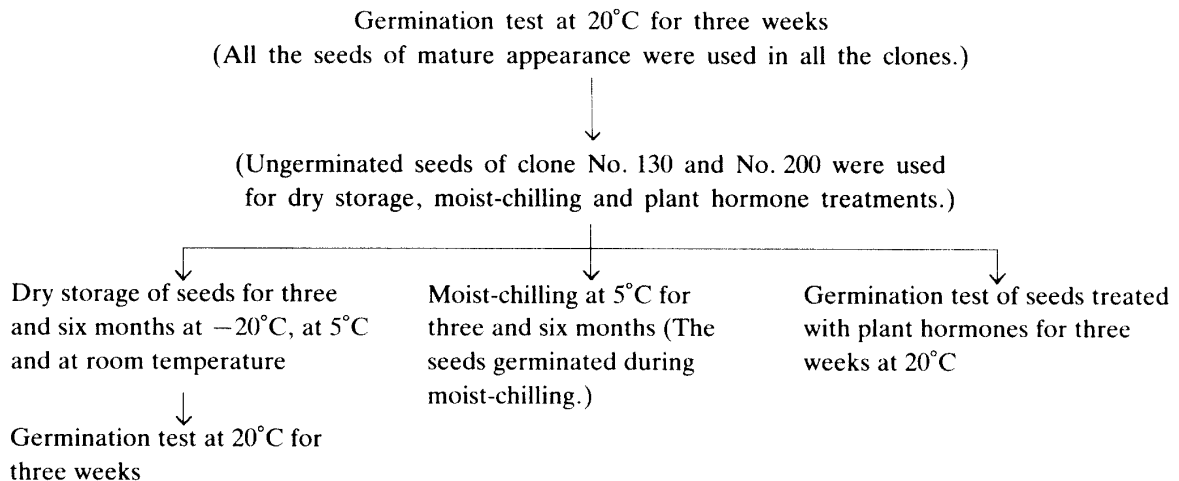 Germination test at 20°C for three weeks
(All the seeds of mature appearance were used in all the clones.)
(Ungerminated seeds of clone No. 130 and No. 200 were used
for dry storage, moist-chilling and plant hormone treatments.)
Dry storage of seeds for three
and six months at −20°C, at 5°C
and at room temperature
Moist-chilling at 5°C for
three and six months (The
seeds germinated during
moist-chilling.)
Germination test of seeds treated
with plant hormones for three
weeks at 20°C
Germination test at 20°C for
three weeks